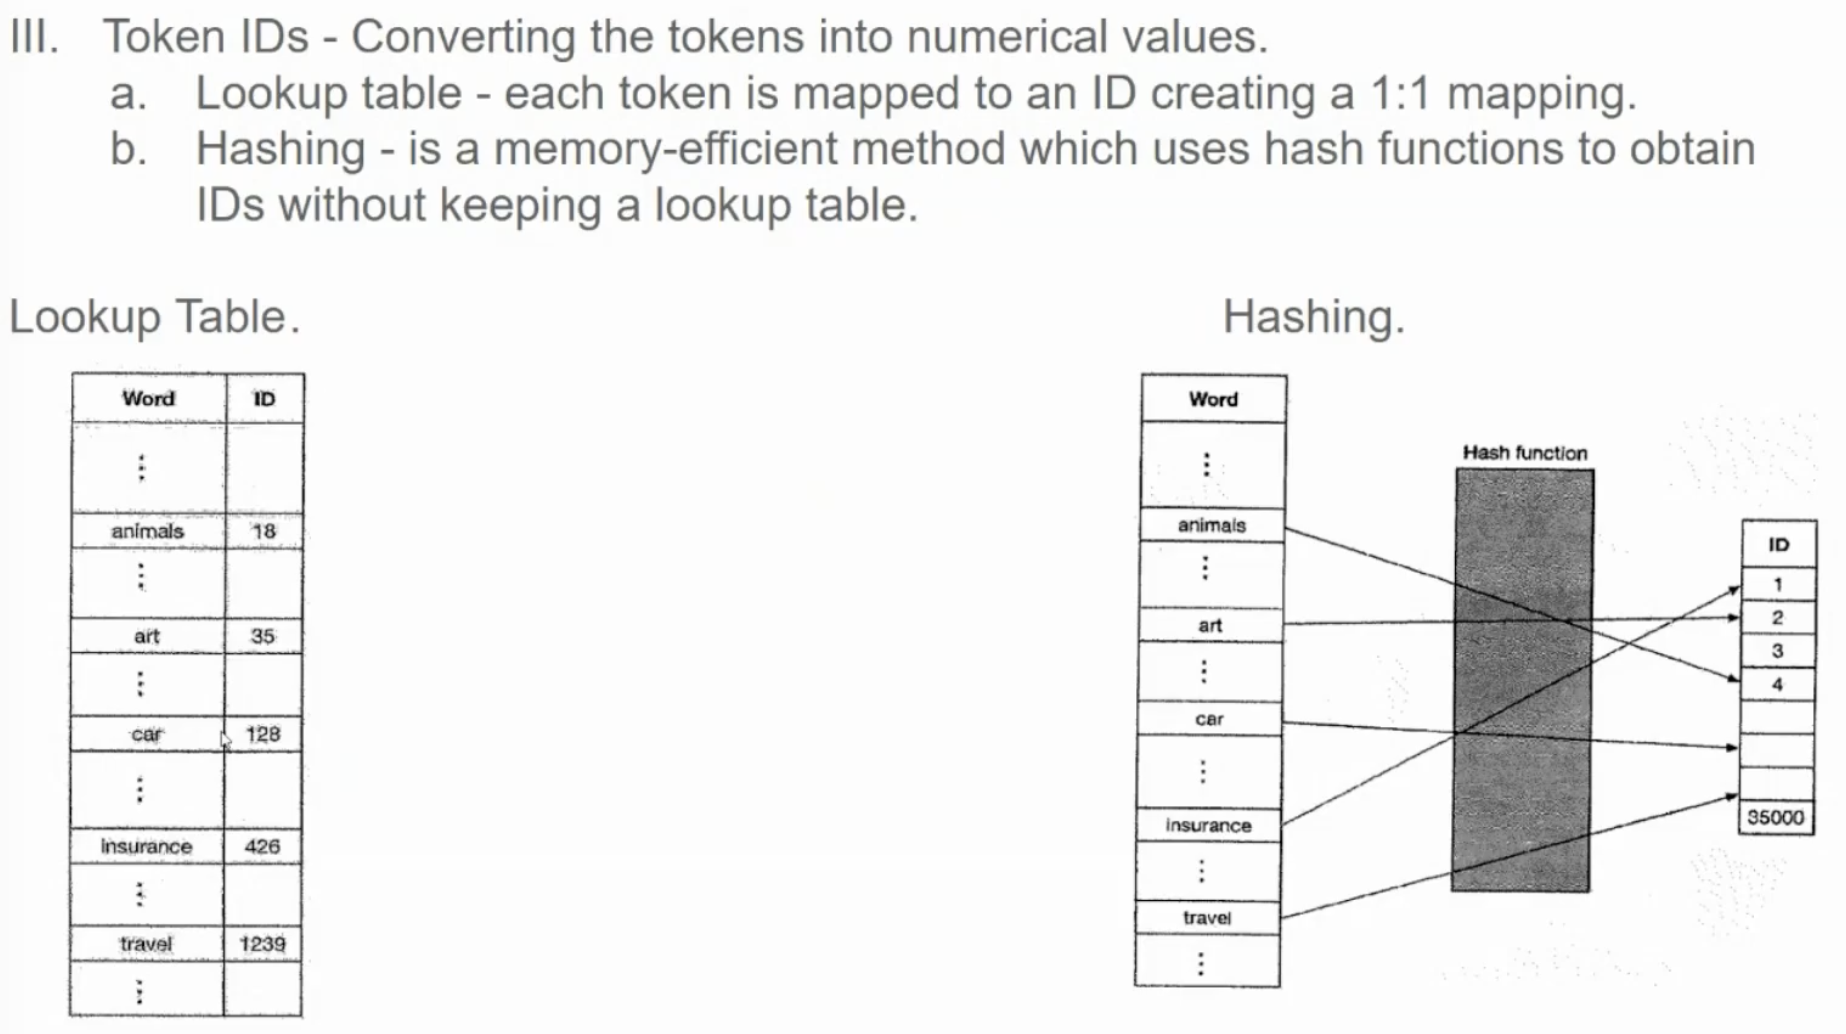 III. Token IDs - Converting the tokens into numerical values.
a. Lookup table - each token is mapped to an ID creating a 1:1 mapping.
b. Hashing - is a memory-efficient method which uses hash functions to obtain
IDs without keeping a lookup table.
Lookup Table.
Word ID
⋮
animals 18
⋮
art 35
⋮
car 128
⋮
insurance 426
⋮
travel 1239
⋮
Hashing.
Word
⋮
animals
⋮
art
⋮
car
⋮
insurance
⋮
travel
⋮
Hash function
ID
1
2
3
4
35000